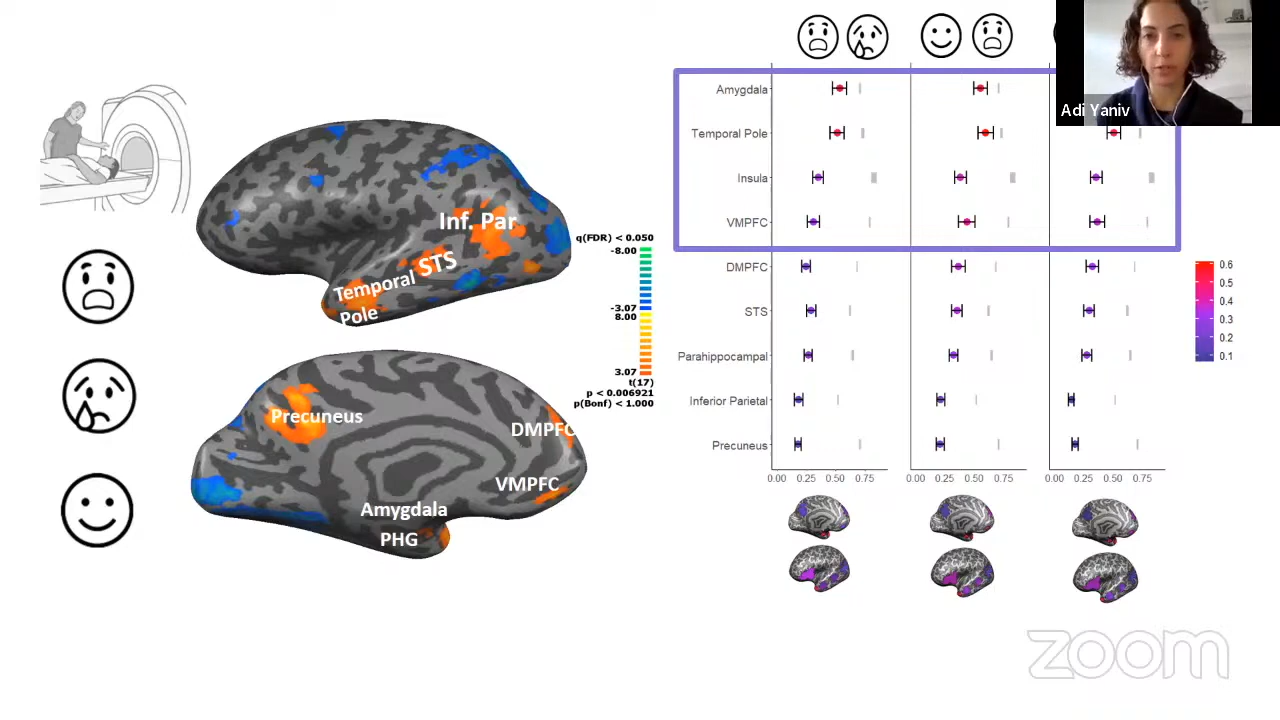 Adi Yaniv
Inf. Par
STS
Temporal
Pole
q(FDR) < 0.050
-8.00
-3.07
8.00
3.07
t(17)
p < 0.006921
p(Bonf) < 1.000
Precuneus
DMPFC
VMPFC
Amygdala
PHG
Amygdala
Temporal Pole
Insula
VMPFC
DMPFC
STS
Parahippocampal
Inferior Parietal
Precuneus
0.00 0.25 0.50 0.75 0.00 0.25 0.50 0.75 0.00 0.25 0.50 0.75
0.6
0.5
0.4
0.3
0.2
0.1
zoom